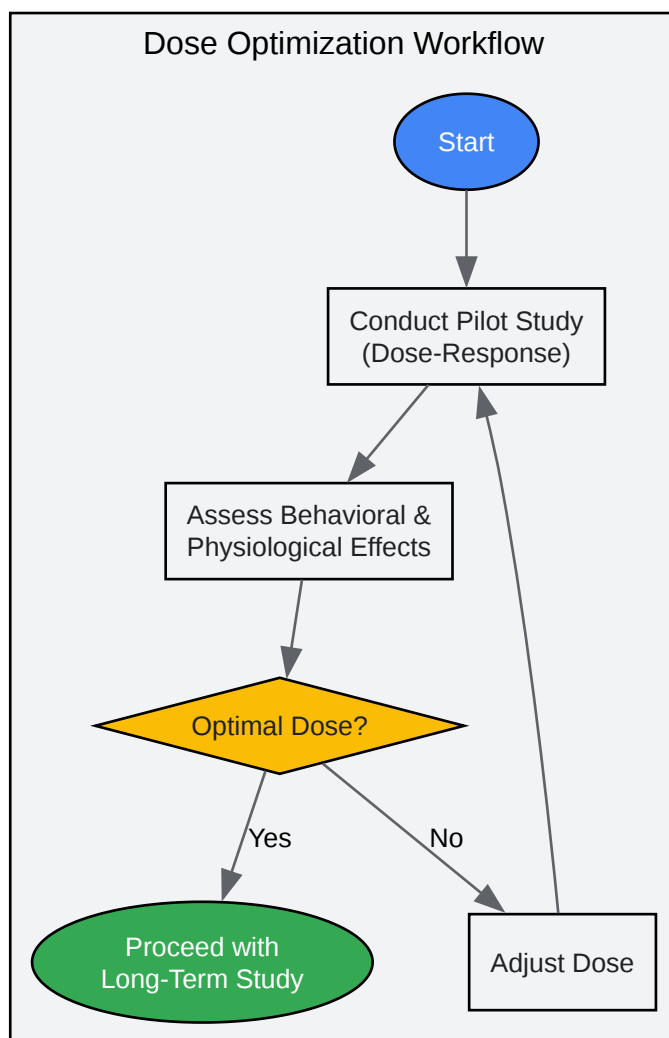 Dose Optimization Workflow
Start
Conduct Pilot Study
(Dose-Response)
Assess Behavioral &
Physiological Effects
Optimal Dose?
Yes
No
Proceed with
Long-Term Study
Adjust Dose